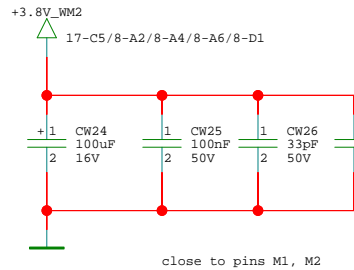 +3.8V_WM2
17-C5/8-A2/8-A4/8-A6/8-D1
+ 1 CW24 1 CW25 1 CW26
100uF 100nF 33pF
2 16V 2 50V 2 50V
close to pins M1, M2